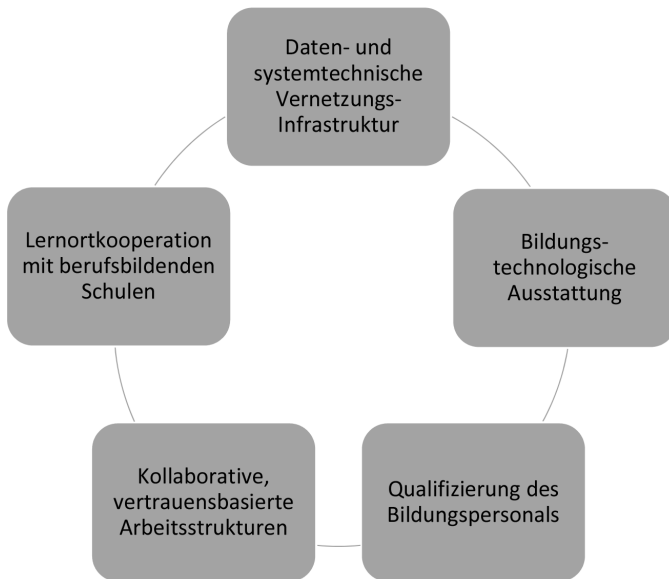 Daten- und
systemtechnische
Vernetzungs-
Infrastruktur
Bildungs-
technologische
Ausstattung
Qualifizierung des
Bildungspersonals
Kollaborative,
vertrauensbasierte
Arbeitsstrukturen
Lernortkooperation
mit berufsbildenden
Schulen